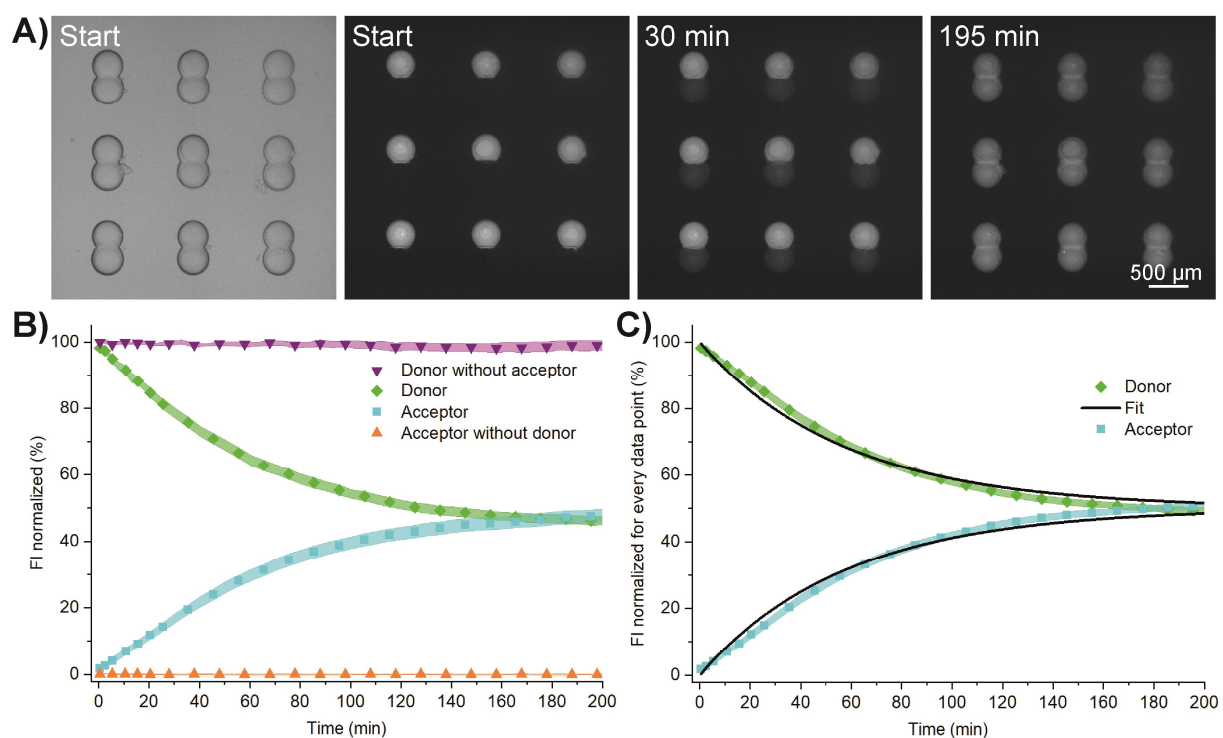 A)
Start
Start
30 min
195 min
500 µm
B)
FI normalized (%)
100
80
60
40
20
0
Donor without acceptor
Donor
Acceptor
Acceptor without donor
0 20 40 60 80 100 120 140 160 180 200
Time (min)
C)
FI normalized for every data point (%)
100
80
60
40
20
0
Donor
Fit
Acceptor
0 20 40 60 80 100 120 140 160 180 200
Time (min)